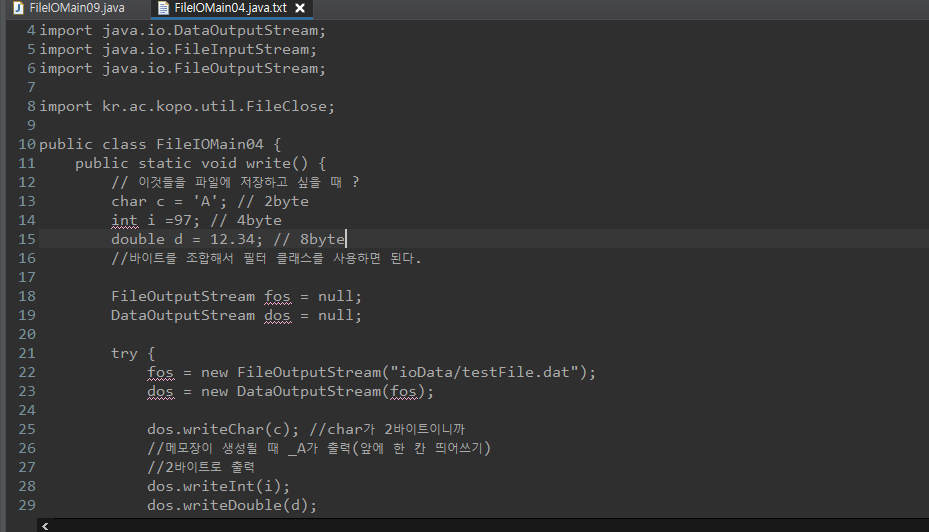 FileIOMain09.java FileIOMain04.java.txt
4 import java.io.DataOutputStream;
5 import java.io.FileInputStream;
6 import java.io.FileOutputStream;
7
8 import kr.ac.kopo.util.FileClose;
9
10 public class FileIOMain04 {
11 public static void write() {
12 // 이것들을 파일에 저장하고 싶을 때 ?
13 char c = 'A'; // 2byte
14 int i =97; // 4byte
15 double d = 12.34; // 8byte
16 //바이트를 조합해서 필터 클래스를 사용하면 된다.
17
18 FileOutputStream fos = null;
19 DataOutputStream dos = null;
20
21 try {
22 fos = new FileOutputStream("ioData/testFile.dat");
23 dos = new DataOutputStream(fos);
24
25 dos.writeChar(c); //char가 2바이트이니까
26 //메모장이 생성될 때 _A가 출력(앞에 한 칸 띄어쓰기)
27 //2바이트로 출력
28 dos.writeInt(i);
29 dos.writeDouble(d);